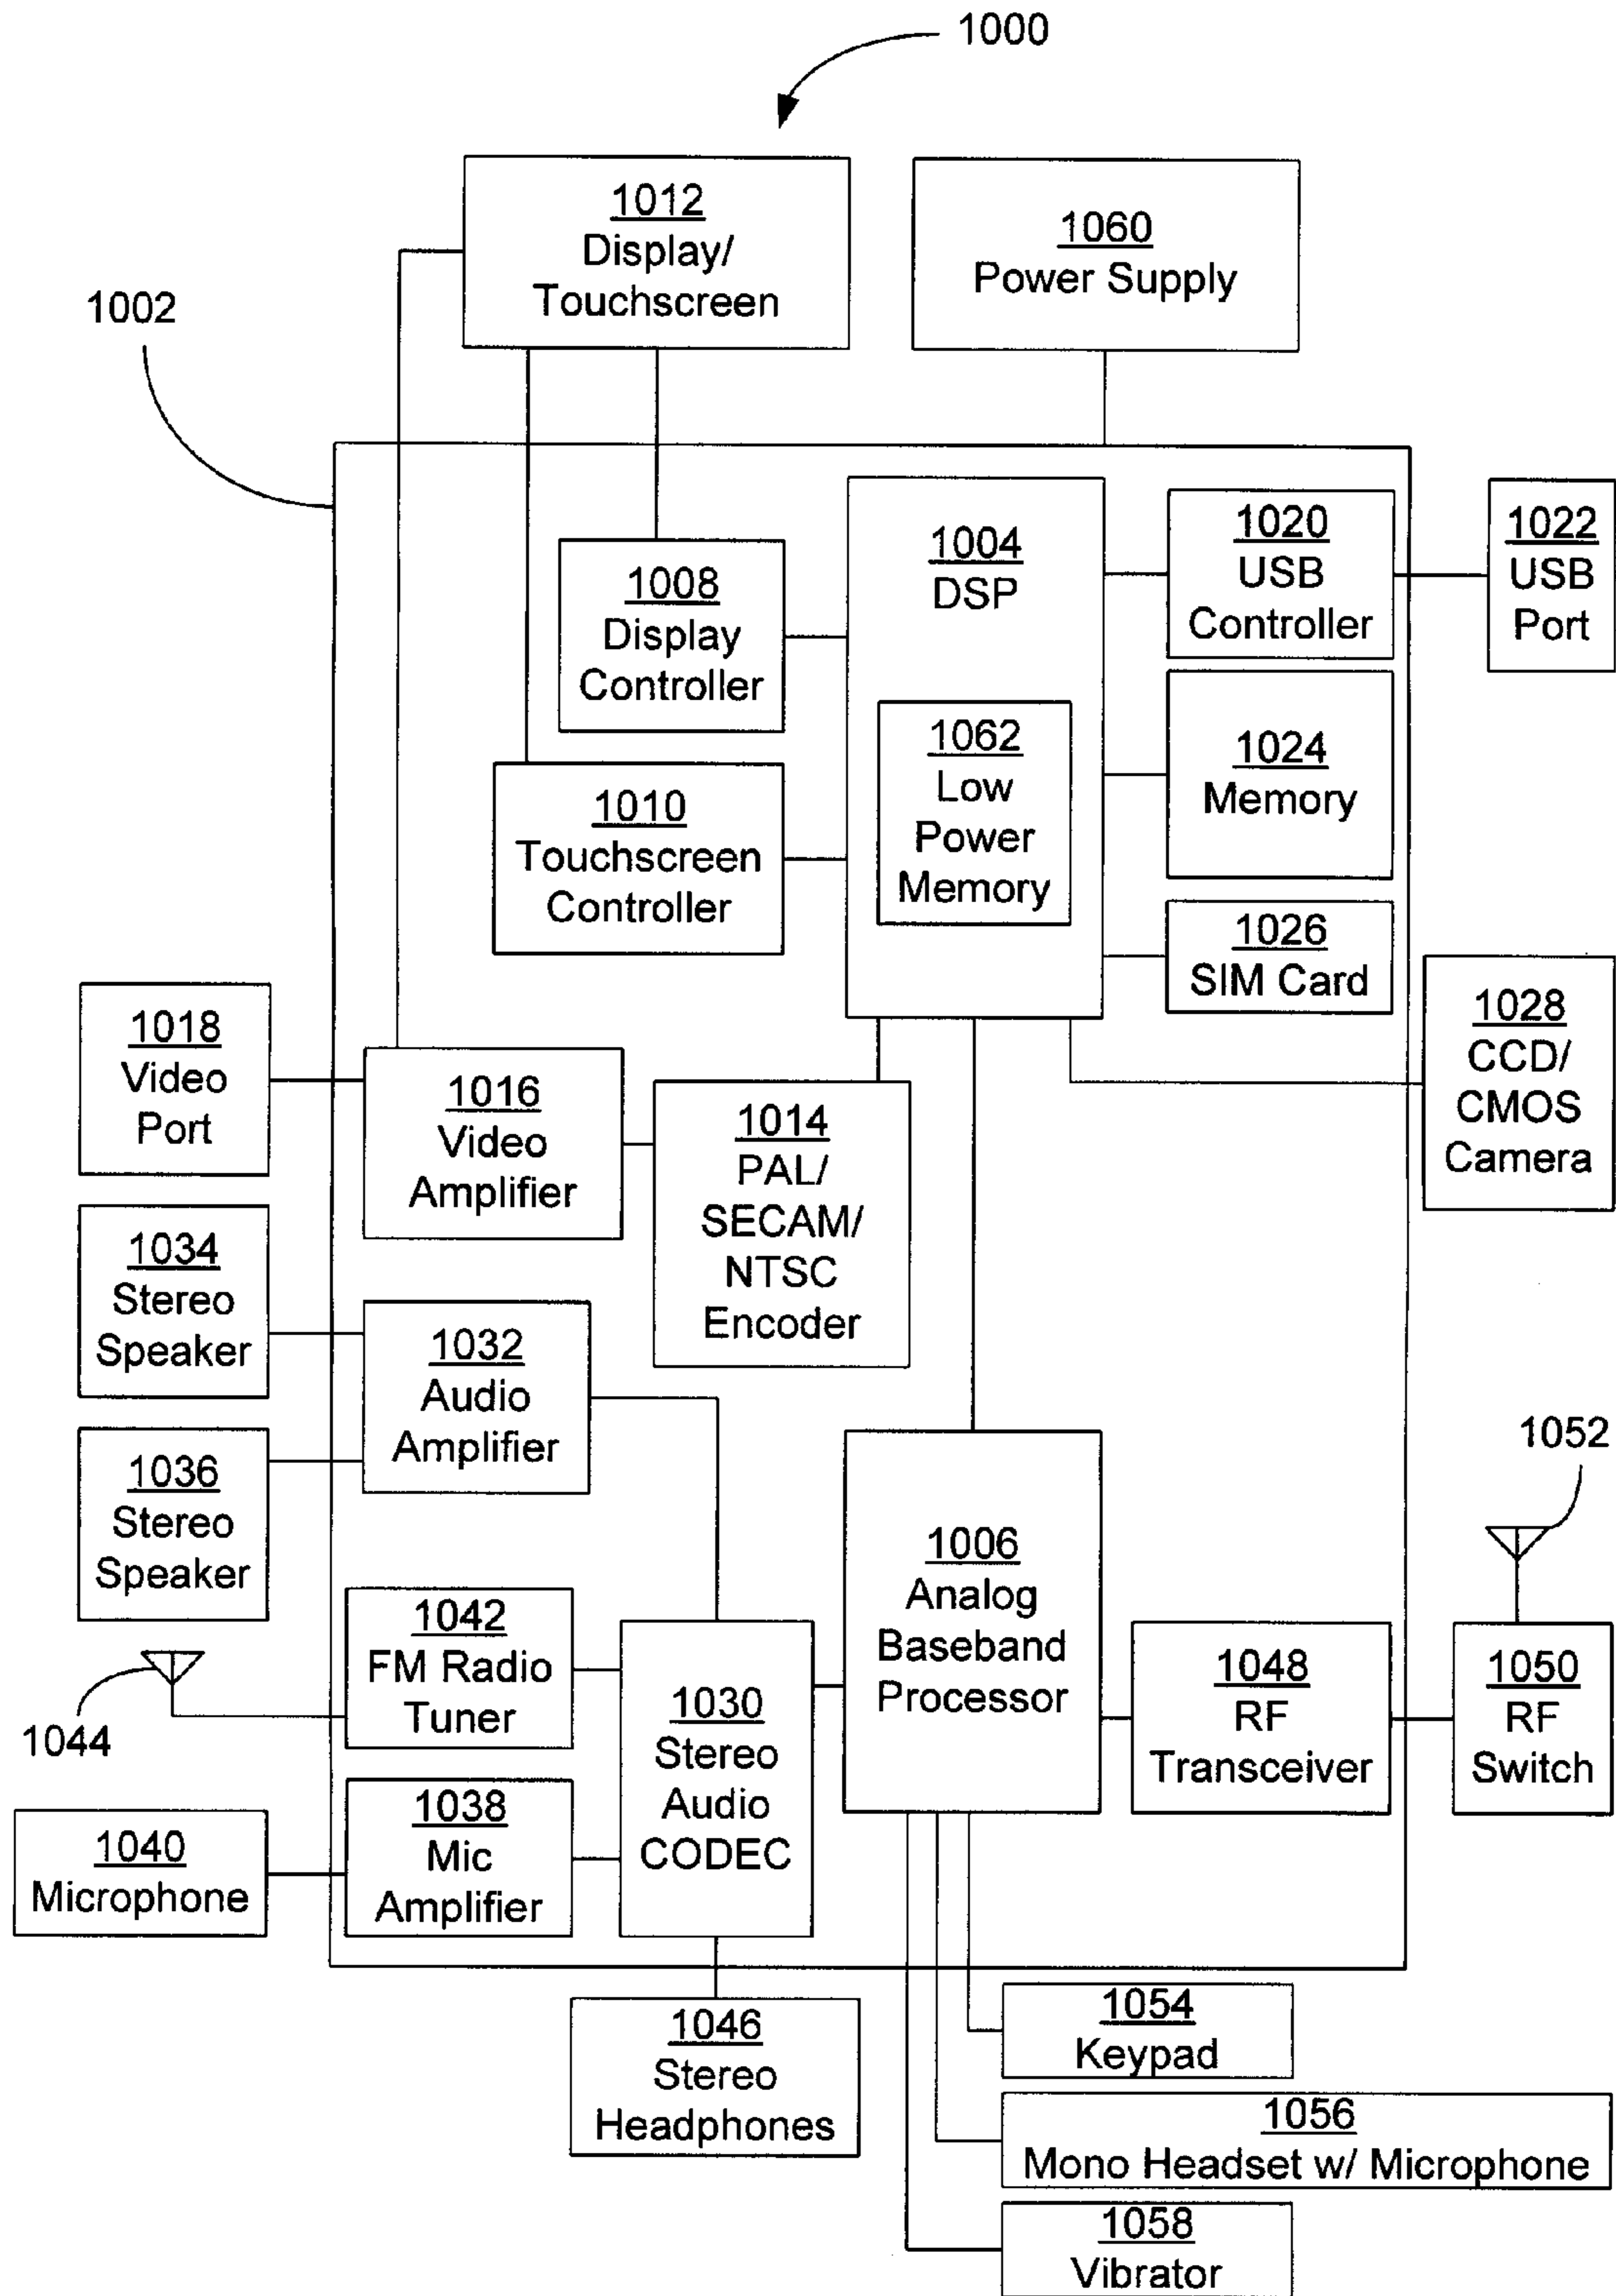 1000
1012
Display/
Touchscreen
1060
Power Supply
1002
1004
DSP
1020
USB
Controller
1022
USB
Port
1008
Display
Controller
1062
Low
Power
Memory
1024
Memory
1010
Touchscreen
Controller
1026
SIM Card
1028
CCD/
CMOS
Camera
1018
Video
Port
1016
Video
Amplifier
1014
PAL/
SECAM/
NTSC
Encoder
1034
Stereo
Speaker
1032
Audio
Amplifier
1036
Stereo
Speaker
1052
1006
Analog
Baseband
Processor
1042
FM Radio
Tuner
1044
1030
Stereo
Audio
CODEC
1048
RF
Transceiver
1050
RF
Switch
1038
Mic
Amplifier
1040
Microphone
1046
Stereo
Headphones
1054
Keypad
1056
Mono Headset w/ Microphone
1058
Vibrator